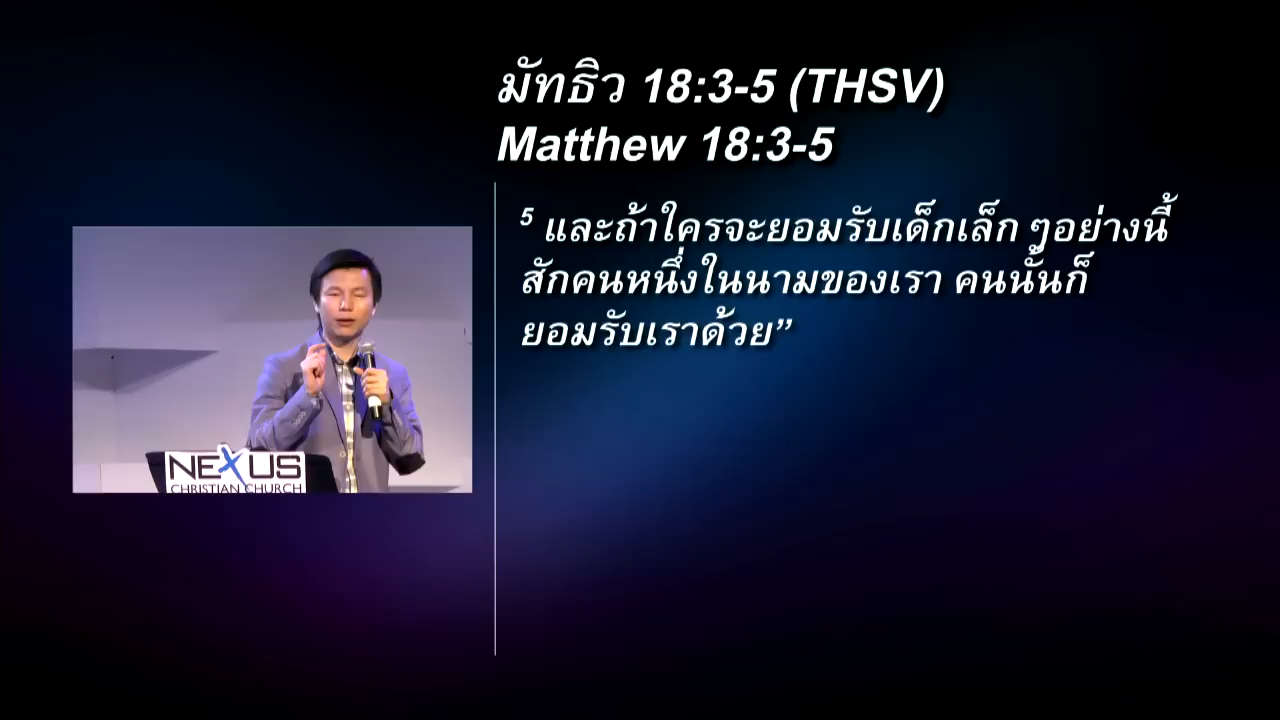 มัทธิว 18:3-5 (THSV)
Matthew 18:3-5
5 และถ้าใครจะยอมรับเด็กเล็ก ๆอย่างนี้
สักคนหนึ่งในนามของเรา คนนั้นก็
ยอมรับเราด้วย”
NEXUS
CHRISTIAN CHURCH